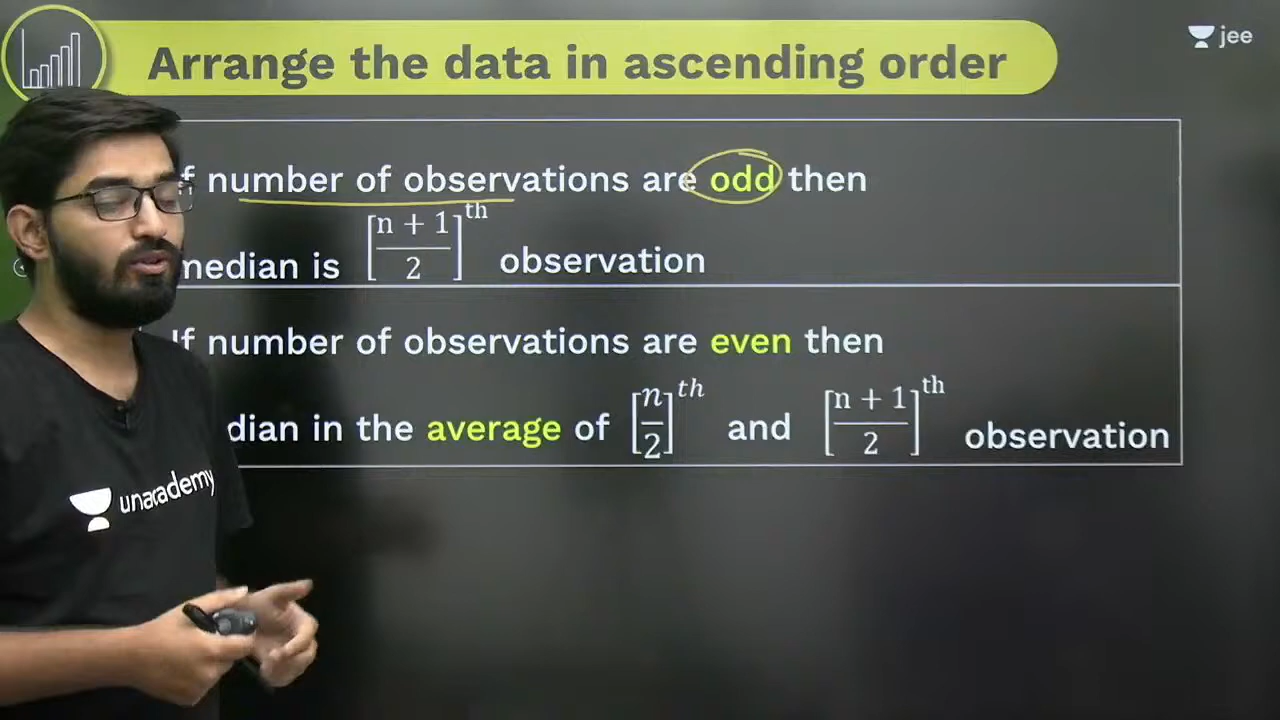 Arrange the data in ascending order
jee
If number of observations are odd then
median is [n + 1 / 2]^th observation
If number of observations are even then
dian in the average of [n / 2]^th and [n + 1 / 2]^th observation
unacademy